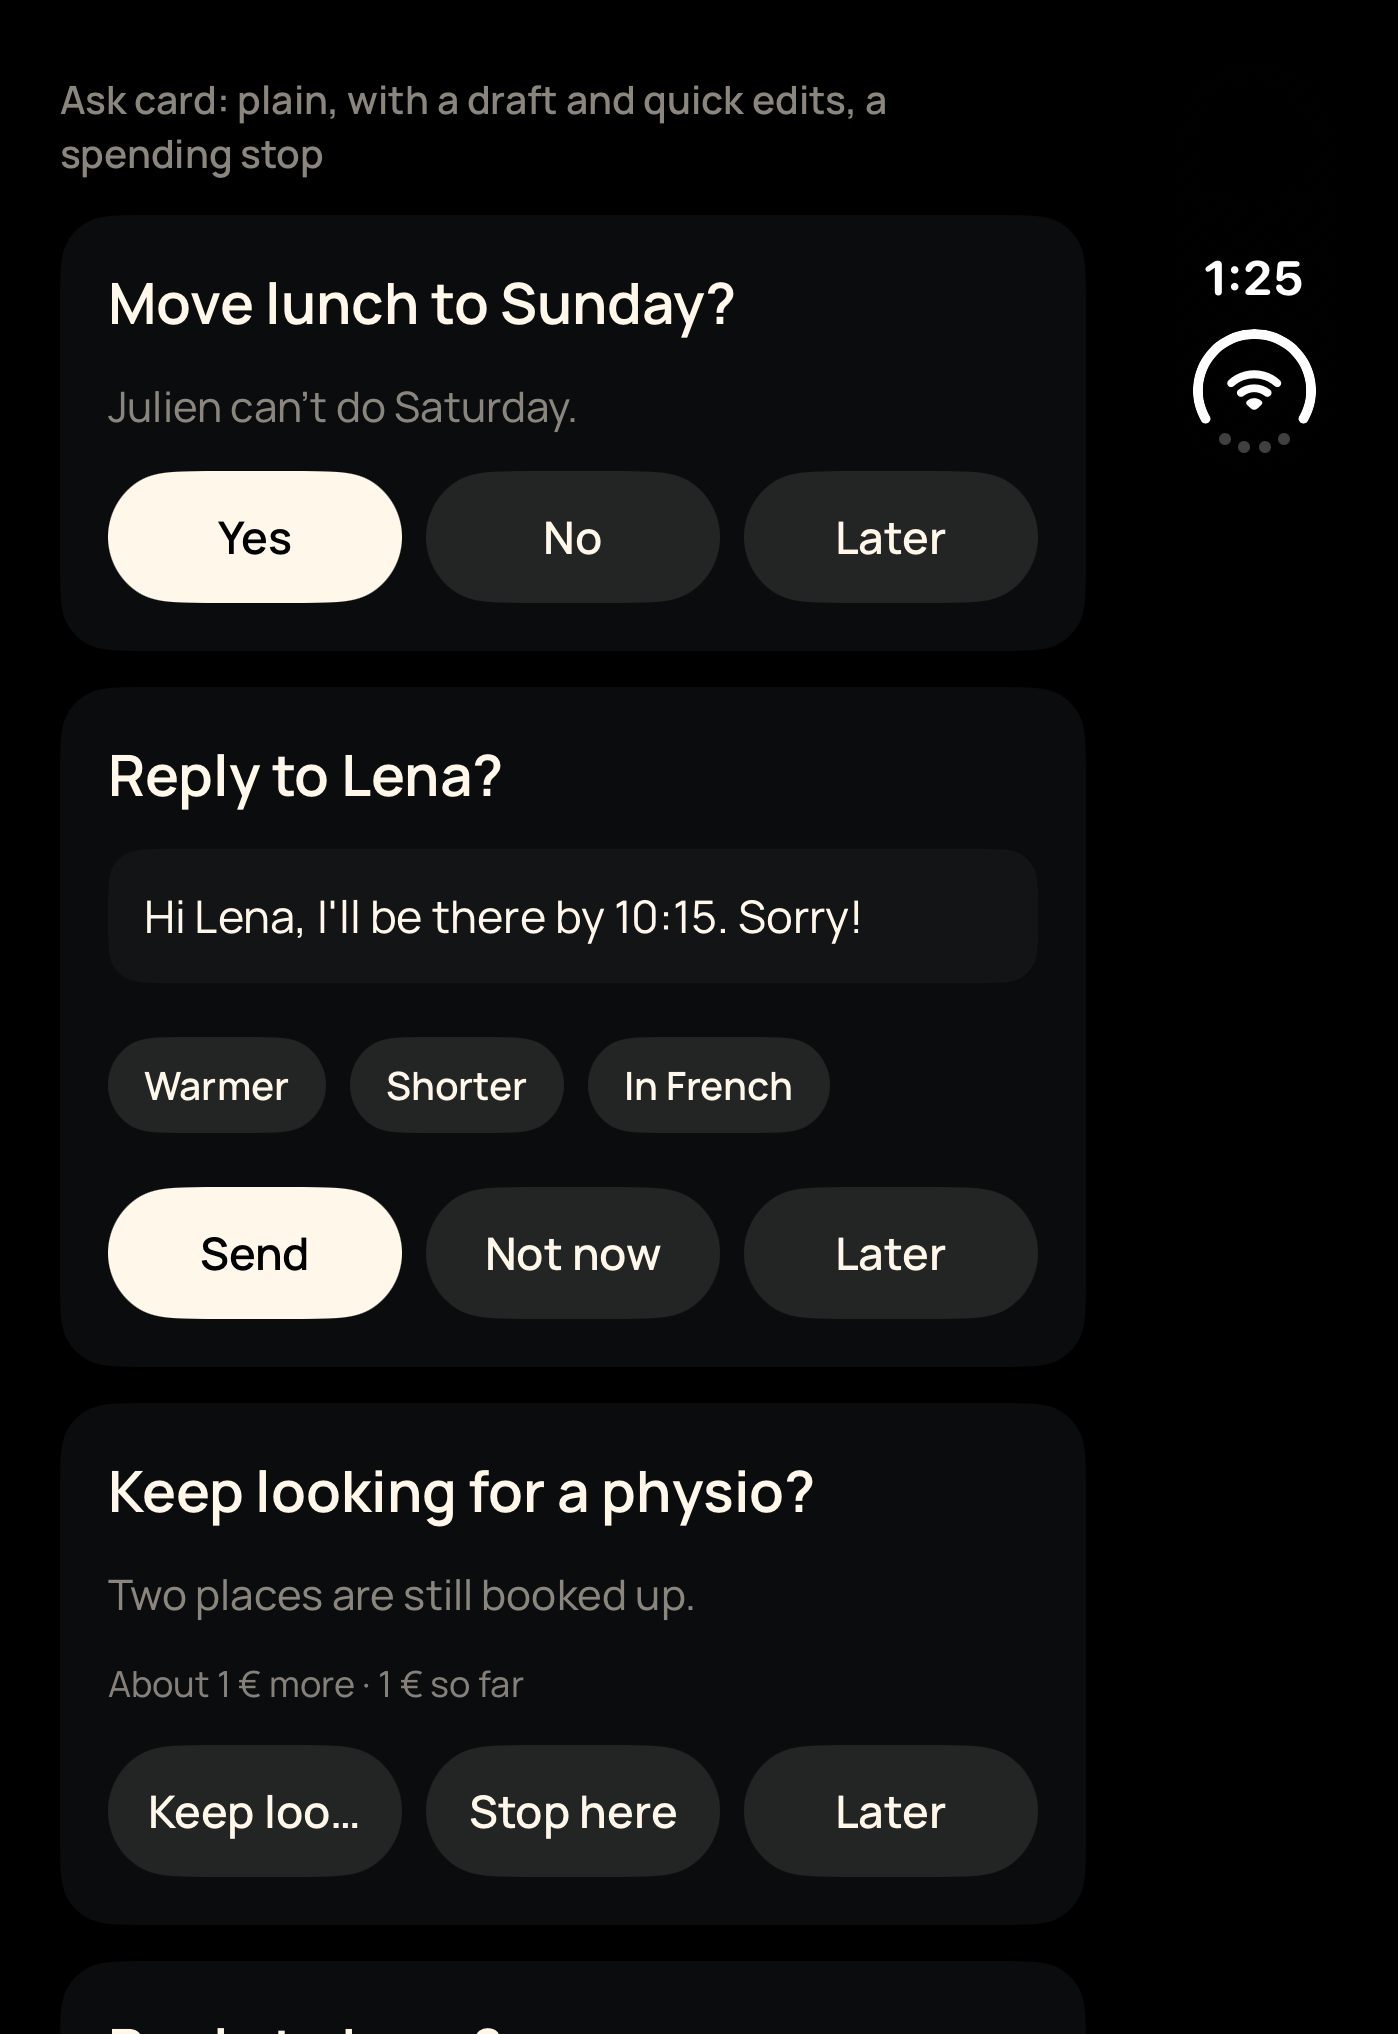 Ask card: plain, with a draft and quick edits, a
spending stop
1:25
Move lunch to Sunday?
Julien can’t do Saturday.
Yes
No
Later
Reply to Lena?
Hi Lena, I'll be there by 10:15. Sorry!
Warmer
Shorter
In French
Send
Not now
Later
Keep looking for a physio?
Two places are still booked up.
About 1 € more · 1 € so far
Keep loo...
Stop here
Later